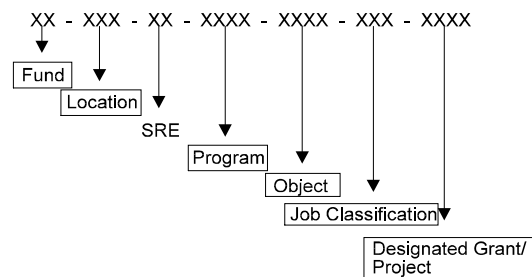 XX - XXX - XX - XXXX - XXXX - XXX - XXXX
Fund
Location
SRE
Program
Object
Job Classification
Designated Grant/
Project